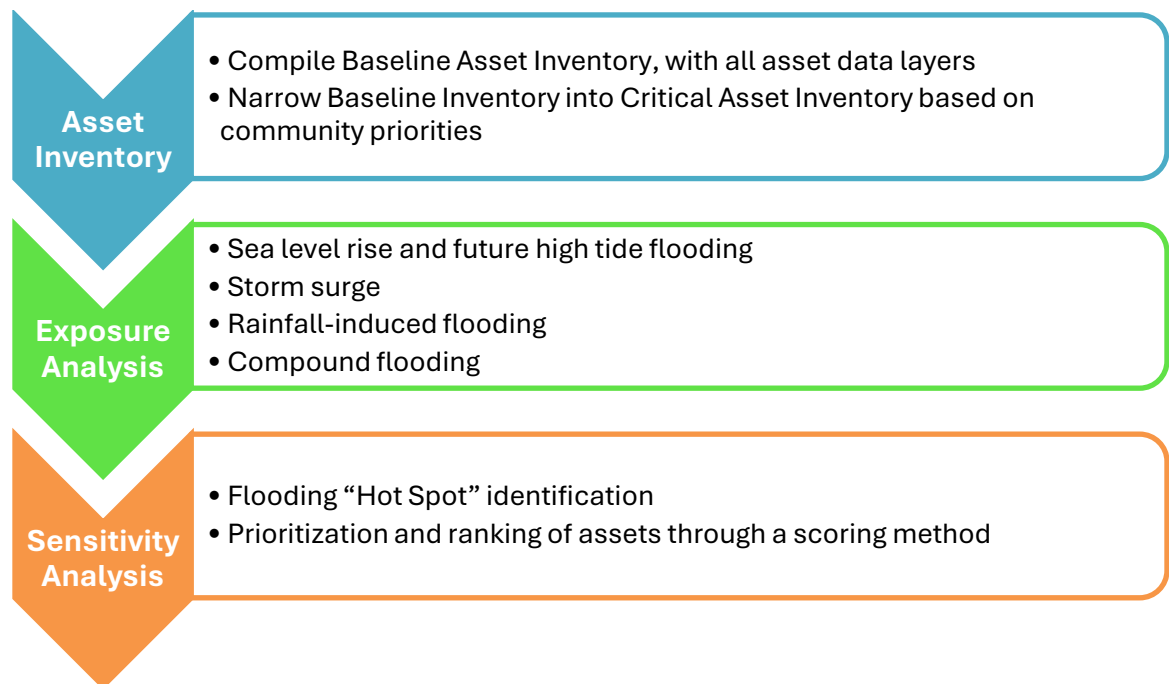 Asset
Inventory
• Compile Baseline Asset Inventory, with all asset data layers
• Narrow Baseline Inventory into Critical Asset Inventory based on
community priorities
Exposure
Analysis
• Sea level rise and future high tide flooding
• Storm surge
• Rainfall-induced flooding
• Compound flooding
Sensitivity
Analysis
• Flooding “Hot Spot” identification
• Prioritization and ranking of assets through a scoring method